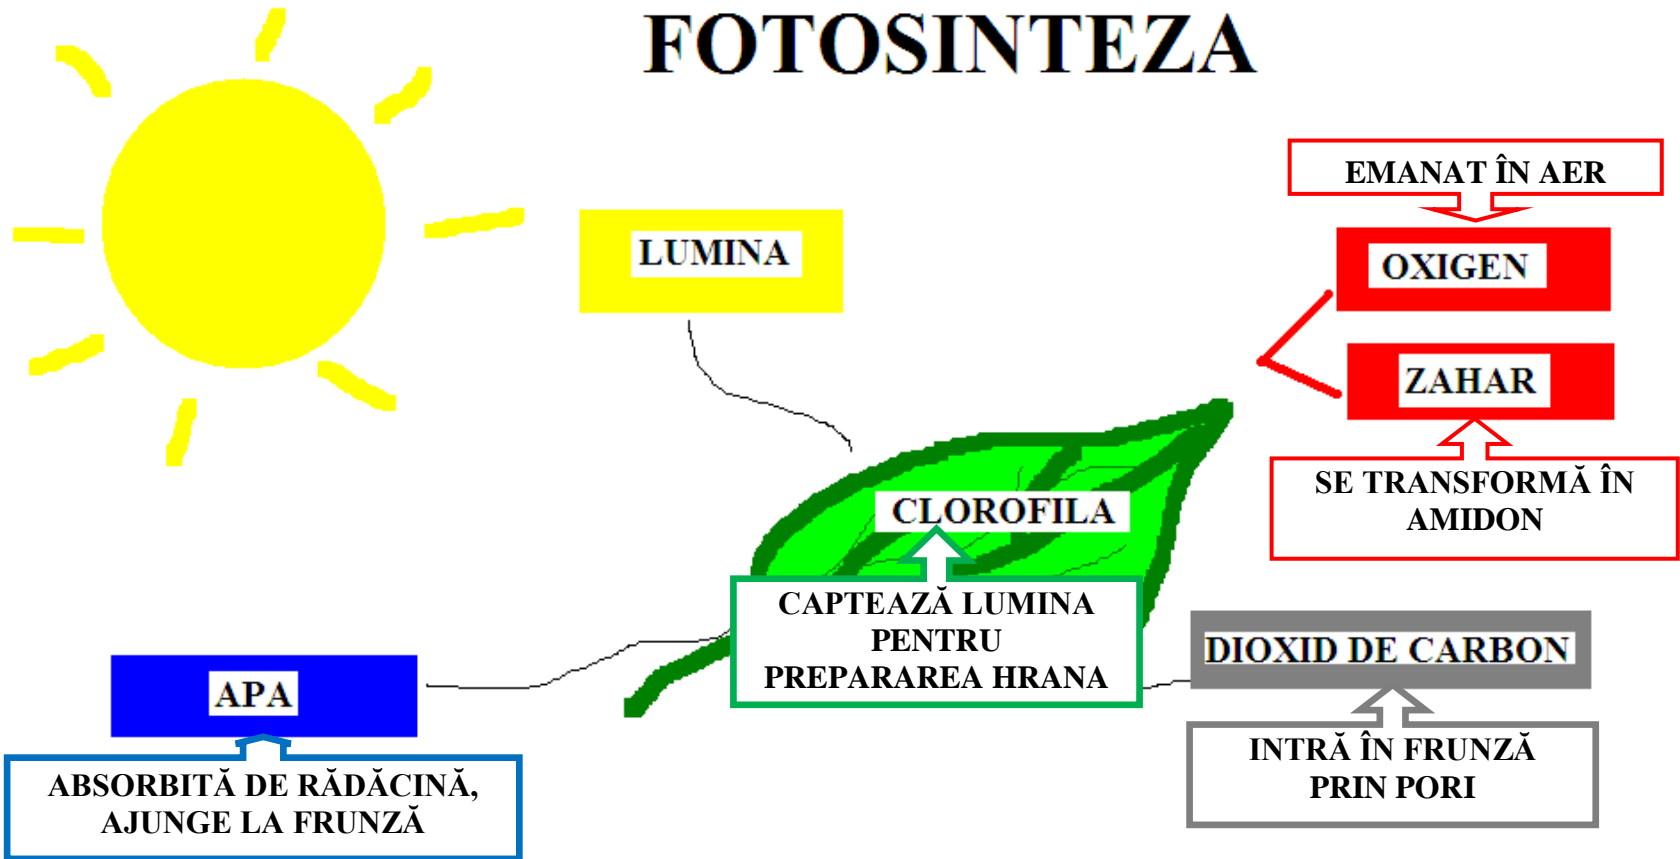 FOTOSINTEZA
EMANAT ÎN AER
LUMINA
OXIGEN
ZAHAR
SE TRANSFORMĂ ÎN
AMIDON
CLOROFILA
CAPTEAZĂ LUMINA
PENTRU
PREPARAREA HRANA
DIOXID DE CARBON
INTRĂ ÎN FRUNZĂ
PRIN PORI
APA
ABSORBITĂ DE RĂDĂCINĂ,
AJUNGE LA FRUNZĂ